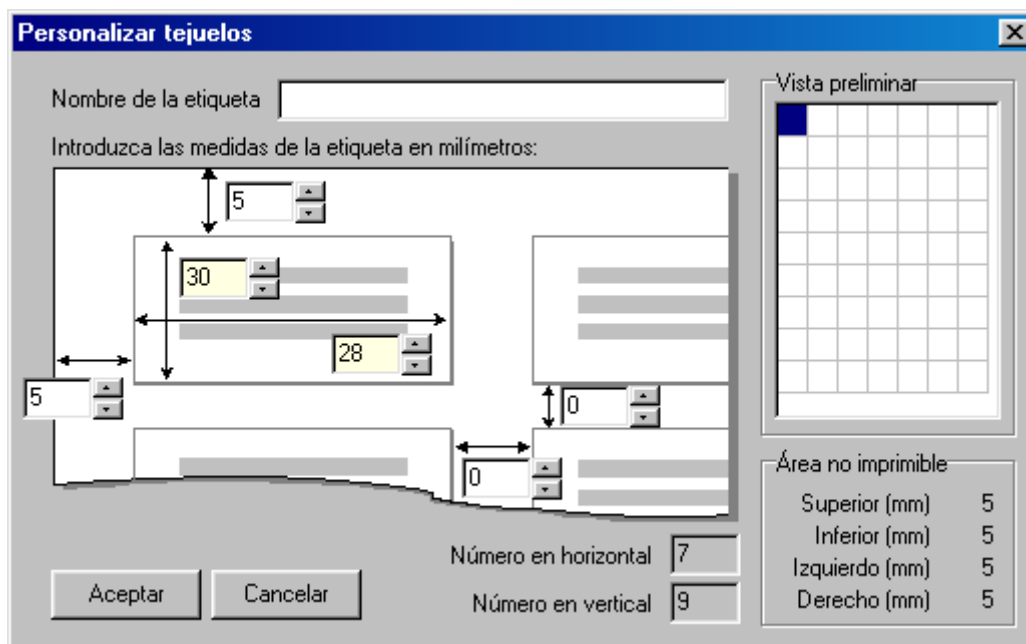 Personalizar tejuelos
Nombre de la etiqueta
Vista preliminar
Introduzca las medidas de la etiqueta en milímetros:
5
30
28
5
0
0
Área no imprimible
Superior (mm) 5
Inferior (mm) 5
Izquierdo (mm) 5
Derecho (mm) 5
Número en horizontal 7
Número en vertical 9
Aceptar
Cancelar